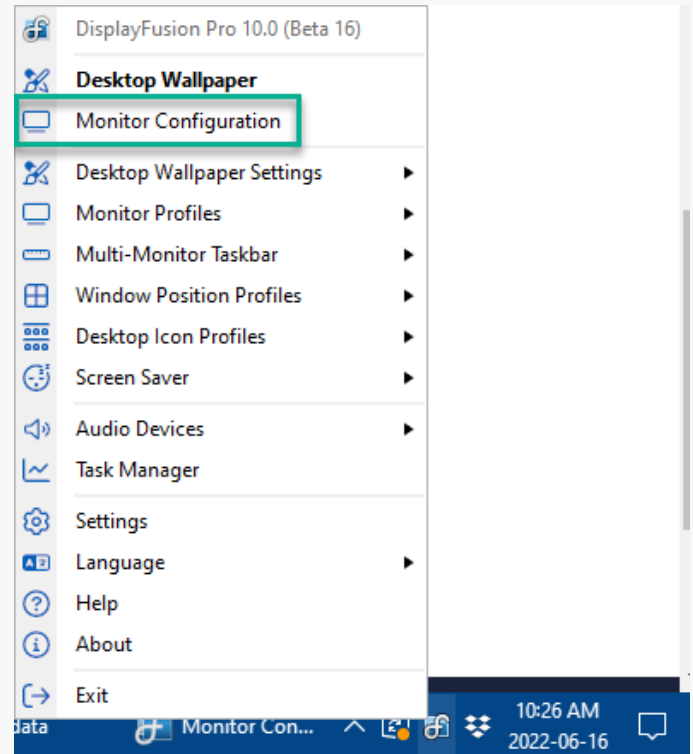 DisplayFusion Pro 10.0 (Beta 16)
Desktop Wallpaper
Monitor Configuration
Desktop Wallpaper Settings
Monitor Profiles
Multi-Monitor Taskbar
Window Position Profiles
Desktop Icon Profiles
Screen Saver
Audio Devices
Task Manager
Settings
Language
Help
About
Exit
data
Monitor Con...
10:26 AM
2022-06-16